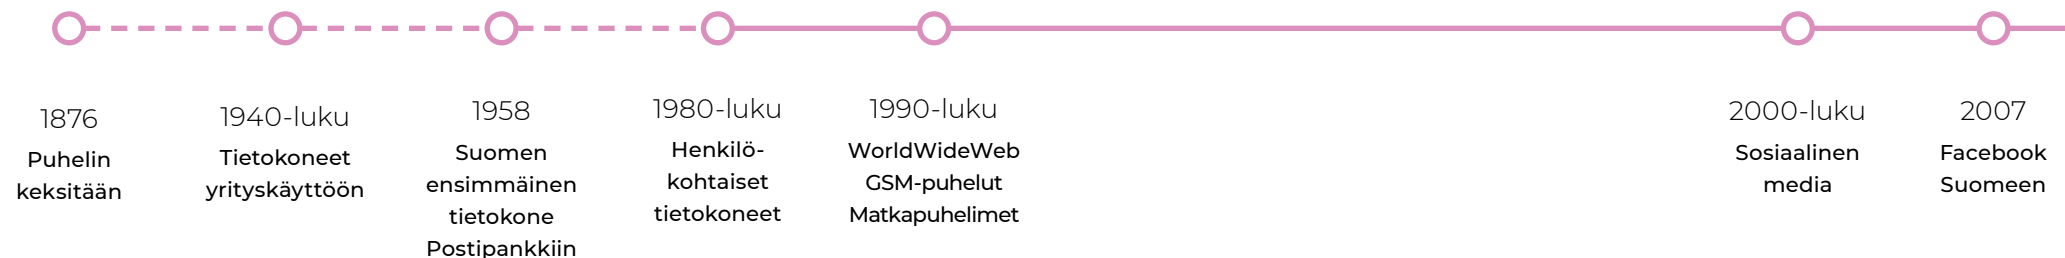 1876
Puhelin
keksitään
1940-luku
Tietokoneet
yrityskäyttöön
1958
Suomen
ensimmäinen
tietokone
Postipankkiin
1980-luku
Henkilö-
kohtaiset
tietokoneet
1990-luku
WorldWideWeb
GSM-puhelut
Matkapuhelimet
2000-luku
Sosiaalinen
media
2007
Facebook
Suomeen